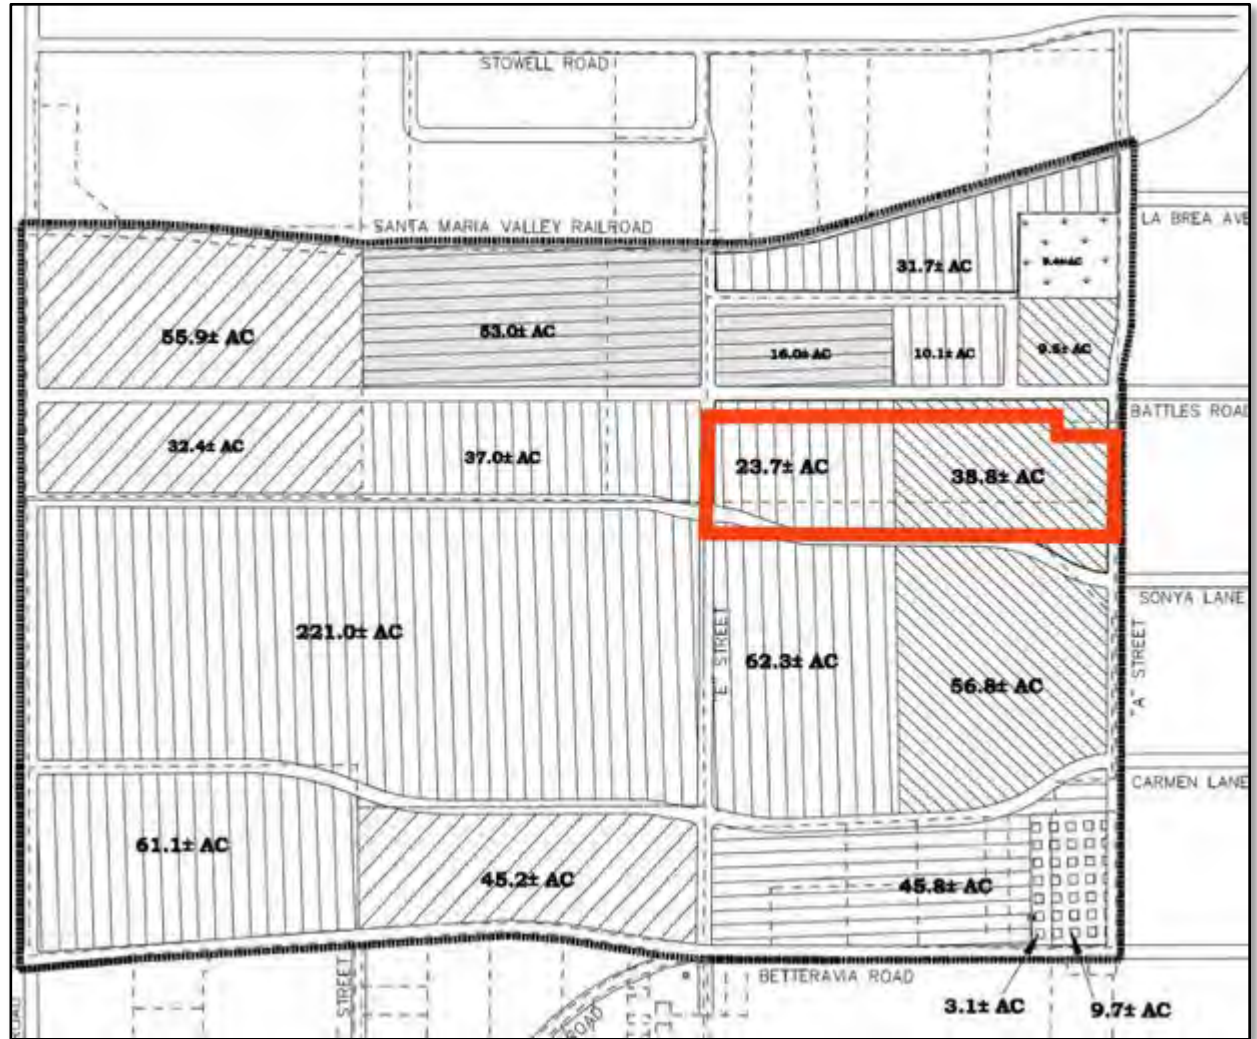 STOWELL ROAD
SANTA MARIA VALLEY RAILROAD
LA BREA AVE
31.7± AC
55.9± AC
53.0± AC
16.0± AC
10.1± AC
9.5± AC
BATTLES ROAD
32.4± AC
37.0± AC
23.7± AC
38.8± AC
SONYA LANE
221.0± AC
"E" STREET
62.3± AC
56.8± AC
"A" STREET
CARMEN LANE
61.1± AC
45.2± AC
45.8± AC
BETTERAVIA ROAD
STREET
3.1± AC
9.7± AC
ROAD
ROAD